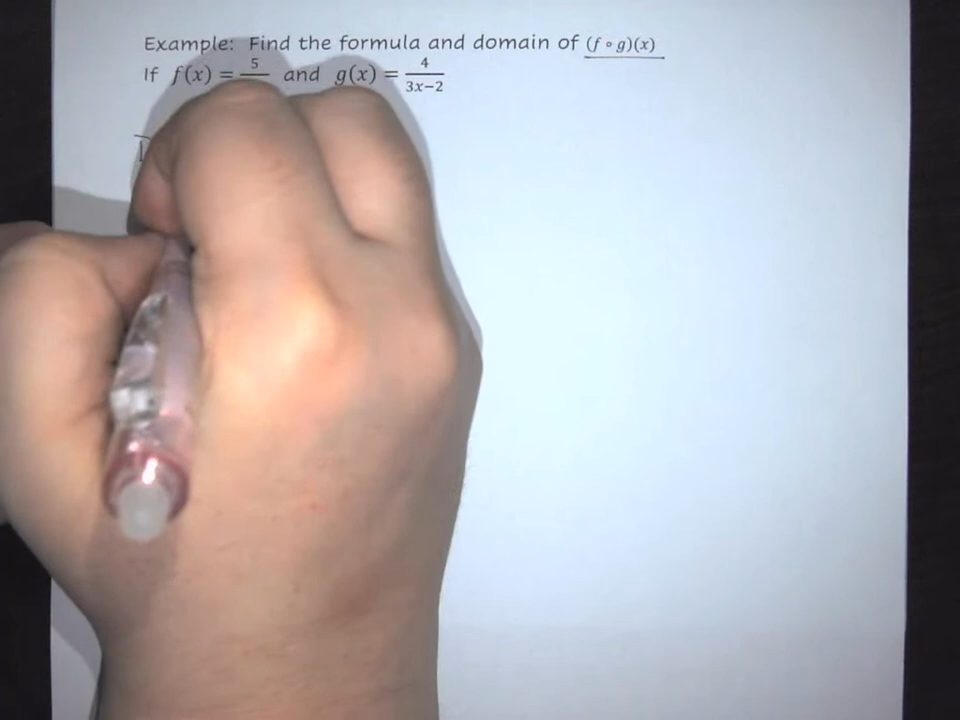 Example: Find the formula and domain of (f ∘ g)(x)
If f(x) = 5/ and g(x) = 4/(3x−2)